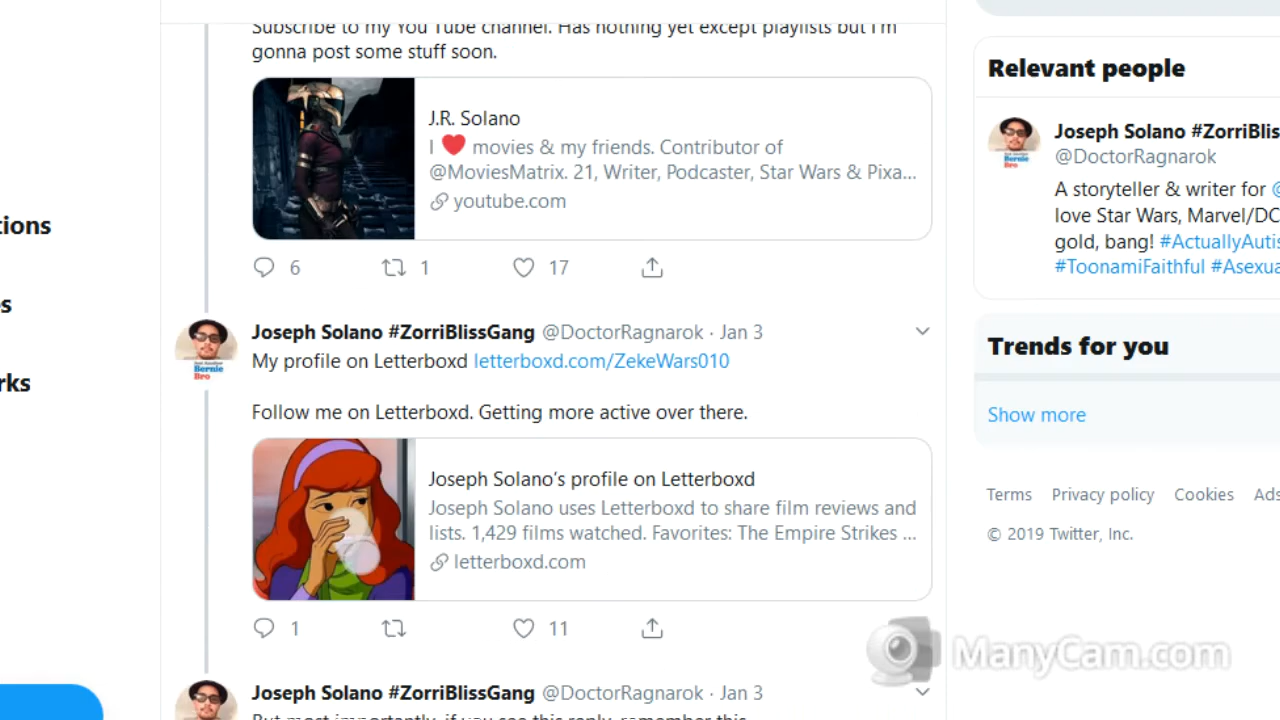 Subscribe to my You Tube channel. Has nothing yet except playlists but I'm
gonna post some stuff soon.
J.R. Solano
I ❤️ movies & my friends. Contributor of
@MoviesMatrix. 21, Writer, Podcaster, Star Wars & Pixa...
youtube.com
6 1 17
Joseph Solano #ZorriBlissGang @DoctorRagnarok · Jan 3
My profile on Letterboxd letterboxd.com/ZekeWars010
Follow me on Letterboxd. Getting more active over there.
Joseph Solano's profile on Letterboxd
Joseph Solano uses Letterboxd to share film reviews and
lists. 1,429 films watched. Favorites: The Empire Strikes ...
letterboxd.com
1 11
Joseph Solano #ZorriBlissGang @DoctorRagnarok · Jan 3
But most importantly, if you see this reply, remember this
tions
s
rks
Relevant people
Joseph Solano #ZorriBlis
@DoctorRagnarok
A storyteller & writer for @
love Star Wars, Marvel/DC
gold, bang! #ActuallyAutis
#ToonamiFaithful #Asexua
Trends for you
Show more
Terms Privacy policy Cookies Ads
© 2019 Twitter, Inc.
ManyCam.com